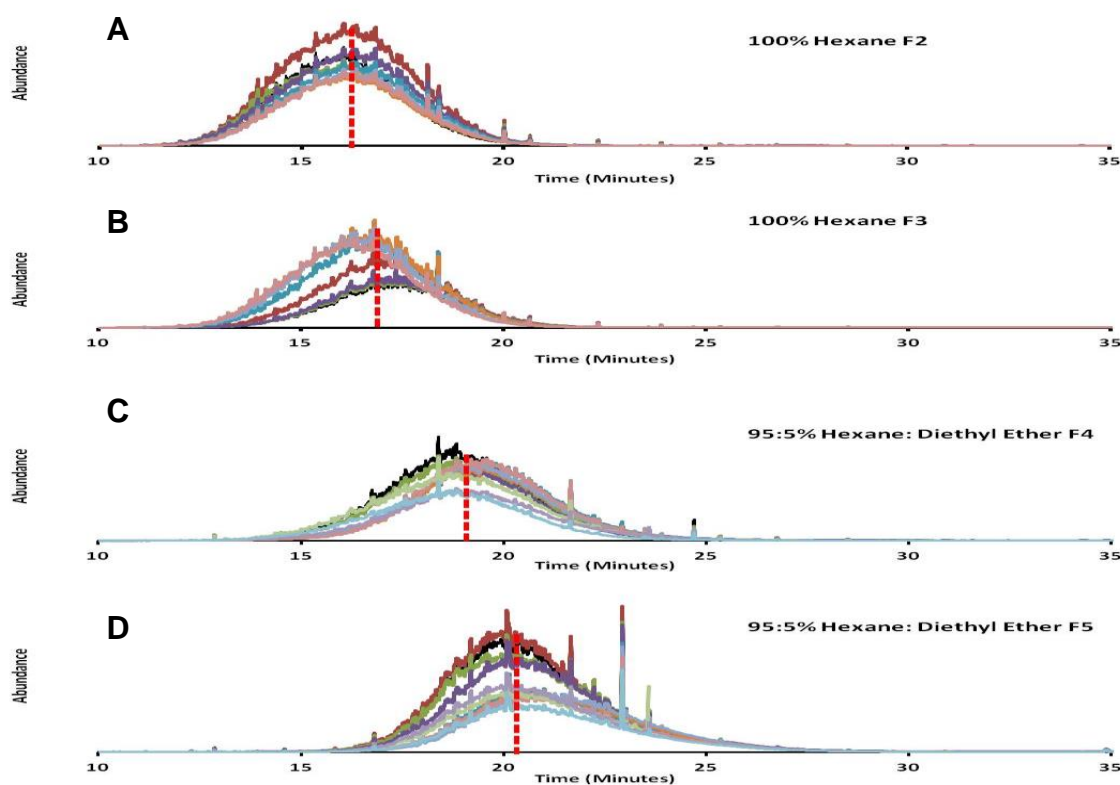 A
100% Hexane F2
Abundance
10 15 20 25 30 35
Time (Minutes)
B
100% Hexane F3
Abundance
10 15 20 25 30 35
Time (Minutes)
C
95:5% Hexane: Diethyl Ether F4
Abundance
10 15 20 25 30 35
Time (Minutes)
D
95:5% Hexane: Diethyl Ether F5
Abundance
10 15 20 25 30 35
Time (Minutes)